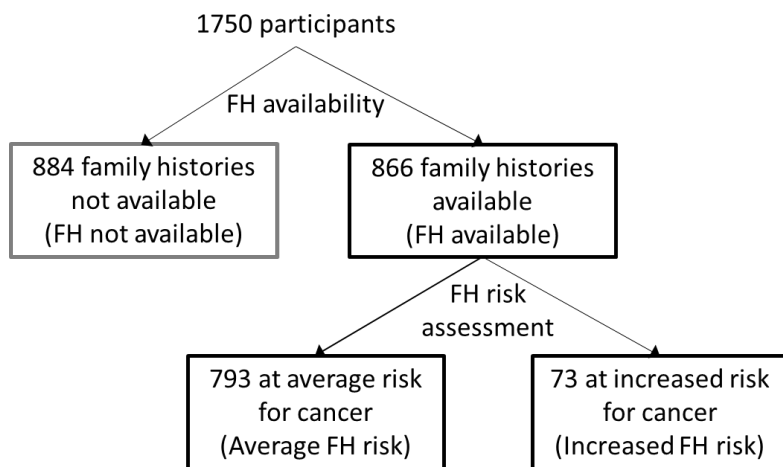 1750 participants
FH availability
884 family histories
not available
(FH not available)
866 family histories
available
(FH available)
FH risk
assessment
793 at average risk
for cancer
(Average FH risk)
73 at increased risk
for cancer
(Increased FH risk)